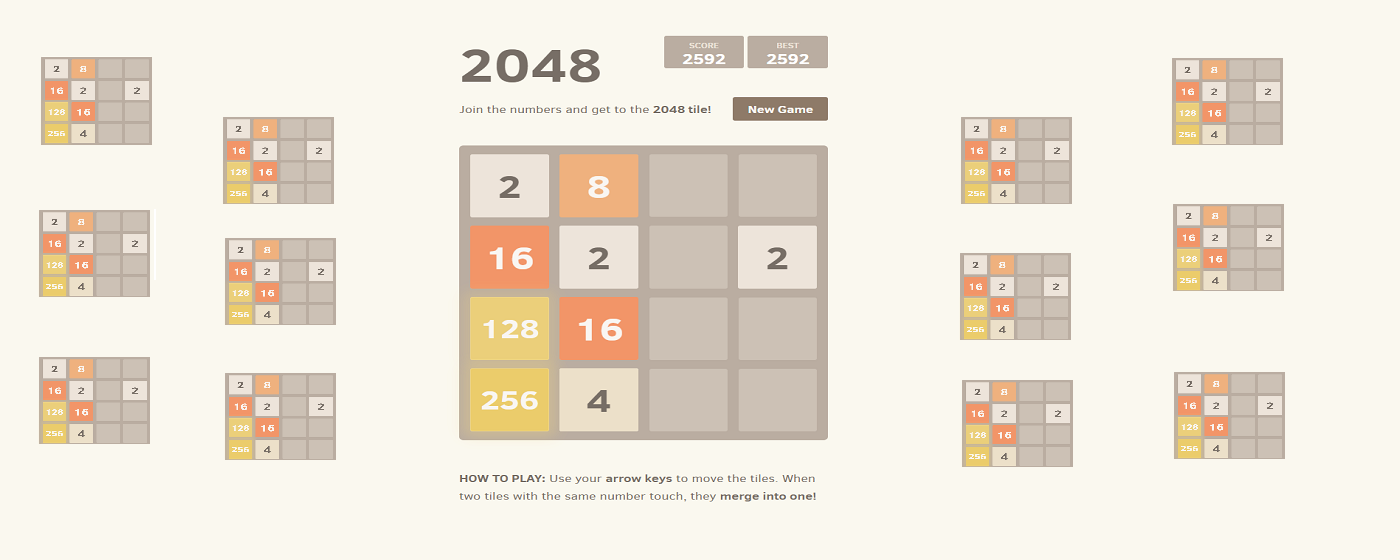 2 8
16 2 2
128 16
256 4
2 8
16 2 2
128 16
256 4
2 8
16 2 2
128 16
256 4
2 8
16 2 2
128 16
256 4
2 8
16 2 2
128 16
256 4
2 8
16 2 2
128 16
256 4
2048
SCORE
2592
BEST
2592
Join the numbers and get to the 2048 tile!
New Game
2 8
16 2 2
128 16
256 4
HOW TO PLAY: Use your arrow keys to move the tiles. When
two tiles with the same number touch, they merge into one!
2 8
16 2 2
128 16
256 4
2 8
16 2 2
128 16
256 4
2 8
16 2 2
128 16
256 4
2 8
16 2 2
128 16
256 4
2 8
16 2 2
128 16
256 4
2 8
16 2 2
128 16
256 4